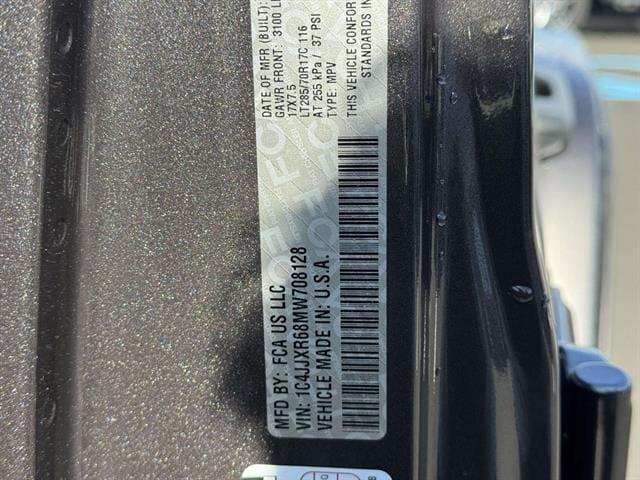 MFD BY: FCA US LLC
DATE OF MFR (BUILT):
GAWR FRONT: 3100 L
17X7.5
LT285/70R17C 116
AT 255 kPa / 37 PSI
TYPE: MPV
THIS VEHICLE CONFOR
STANDARDS IN
VIN: 1C4JJXR68MW708128
VEHICLE MADE IN: U.S.A.